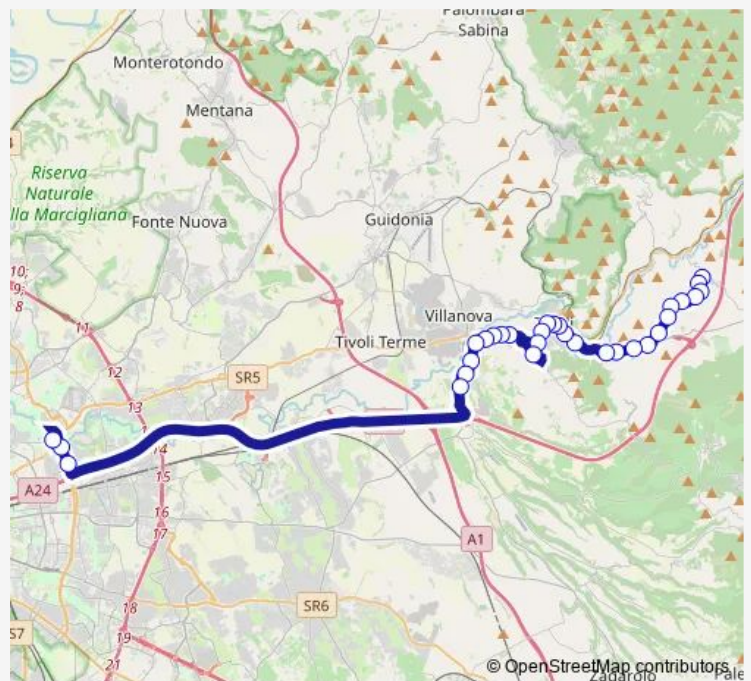 Palombara
Sabina
Monterotondo
Mentana
Riserva
Naturale
lla Marcigliana
Fonte Nuova
Guidonia
10;
9;
8
11
Villanova
Tivoli Terme
12
SR5
13
14
A24
15
16
17
A1
18
SR6
S7
19
21
© OpenStreetMap contributors
Zagarolo
Pale